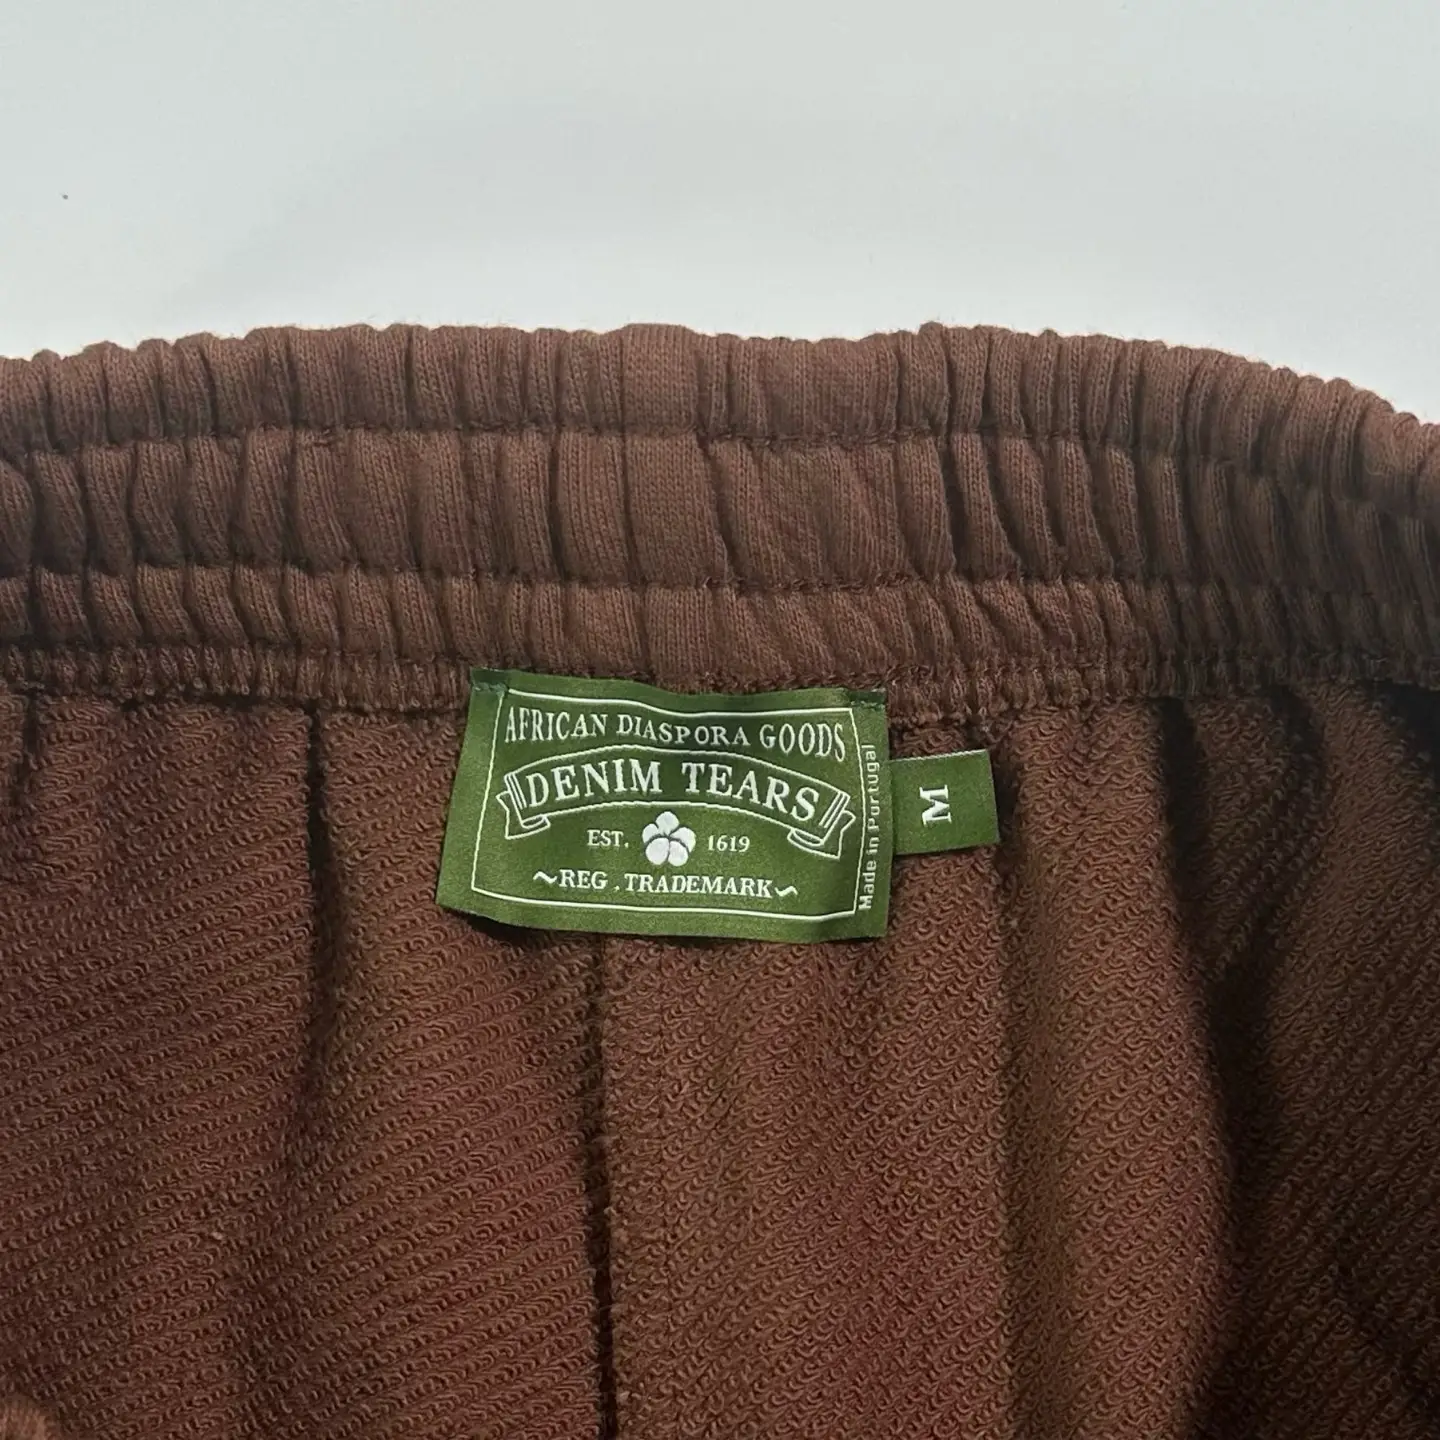 AFRICAN DIASPORA GOODS
DENIM TEARS
EST. 1619
~REG . TRADEMARK~
Made in Portugal
M